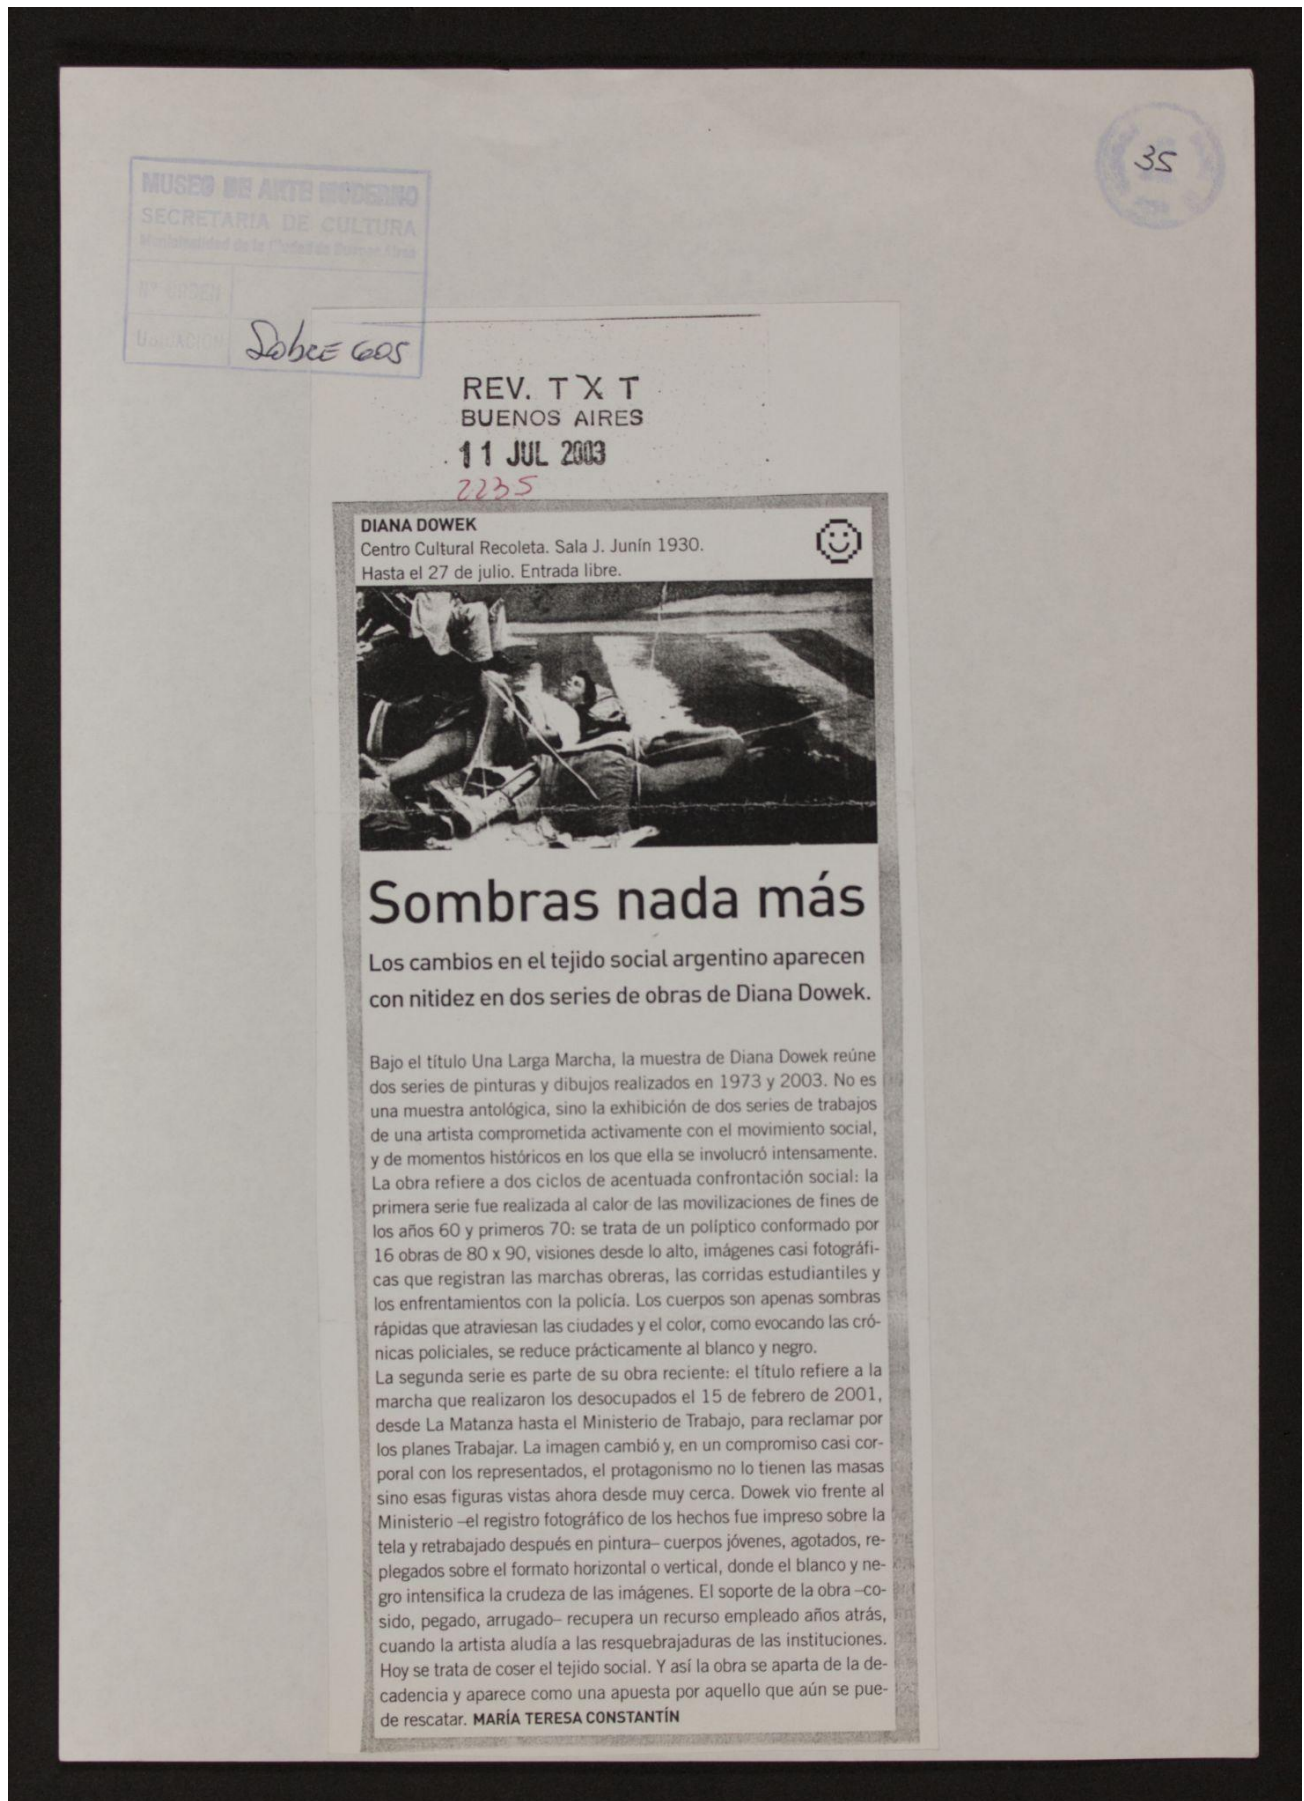 35
MUSEO DE ARTE MODERNO
SECRETARIA DE CULTURA
Municipalidad de la Ciudad de Buenos Aires
Nº ORDEN
UBICACION
Sobre 605
REV. TXT
BUENOS AIRES
11 JUL 2003
2235
DIANA DOWEK
Centro Cultural Recoleta. Sala J. Junín 1930.
Hasta el 27 de julio. Entrada libre.
Sombras nada más
Los cambios en el tejido social argentino aparecen
con nitidez en dos series de obras de Diana Dowek.
Bajo el título Una Larga Marcha, la muestra de Diana Dowek reúne
dos series de pinturas y dibujos realizados en 1973 y 2003. No es
una muestra antológica, sino la exhibición de dos series de trabajos
de una artista comprometida activamente con el movimiento social,
y de momentos históricos en los que ella se involucró intensamente.
La obra refiere a dos ciclos de acentuada confrontación social: la
primera serie fue realizada al calor de las movilizaciones de fines de
los años 60 y primeros 70: se trata de un políptico conformado por
16 obras de 80 x 90, visiones desde lo alto, imágenes casi fotográfi-
cas que registran las marchas obreras, las corridas estudiantiles y
los enfrentamientos con la policía. Los cuerpos son apenas sombras
rápidas que atraviesan las ciudades y el color, como evocando las cró-
nicas policiales, se reduce prácticamente al blanco y negro.
La segunda serie es parte de su obra reciente: el título refiere a la
marcha que realizaron los desocupados el 15 de febrero de 2001,
desde La Matanza hasta el Ministerio de Trabajo, para reclamar por
los planes Trabajar. La imagen cambió y, en un compromiso casi cor-
poral con los representados, el protagonismo no lo tienen las masas
sino esas figuras vistas ahora desde muy cerca. Dowek vio frente al
Ministerio –el registro fotográfico de los hechos fue impreso sobre la
tela y retrabajado después en pintura– cuerpos jóvenes, agotados, re-
plegados sobre el formato horizontal o vertical, donde el blanco y ne-
gro intensifica la crudeza de las imágenes. El soporte de la obra –co-
sido, pegado, arrugado– recupera un recurso empleado años atrás,
cuando la artista aludía a las resquebrajaduras de las instituciones.
Hoy se trata de coser el tejido social. Y así la obra se aparta de la de-
cadencia y aparece como una apuesta por aquello que aún se pue-
de rescatar. MARÍA TERESA CONSTANTÍN